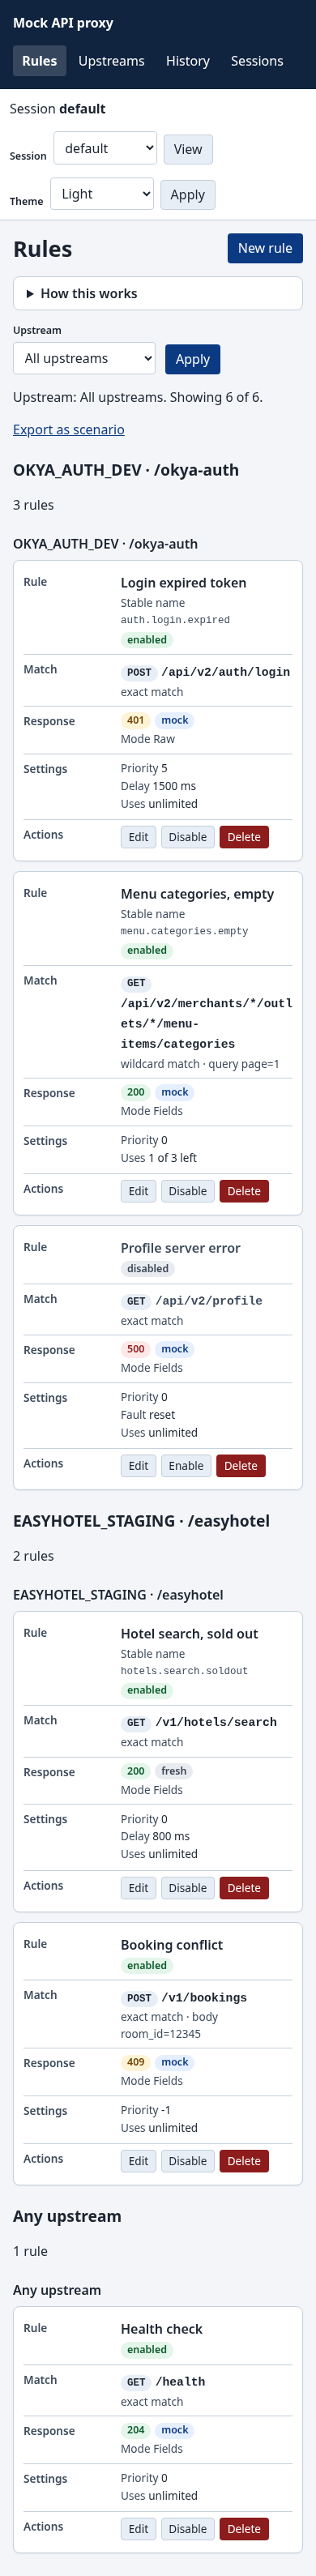 Mock API proxy
Rules Upstreams History Sessions
Session default
Session default View
Theme Light Apply
Rules New rule
▶ How this works
Upstream
All upstreams Apply
Upstream: All upstreams. Showing 6 of 6.
Export as scenario
OKYA_AUTH_DEV · /okya-auth
3 rules
OKYA_AUTH_DEV · /okya-auth
Rule Login expired token
Stable name
auth.login.expired
enabled
Match POST /api/v2/auth/login
exact match
Response 401 mock
Mode Raw
Settings Priority 5
Delay 1500 ms
Uses unlimited
Actions Edit Disable Delete
Rule Menu categories, empty
Stable name
menu.categories.empty
enabled
Match GET
/api/v2/merchants/*/outl
ets/*/menu-
items/categories
wildcard match · query page=1
Response 200 mock
Mode Fields
Settings Priority 0
Uses 1 of 3 left
Actions Edit Disable Delete
Rule Profile server error
disabled
Match GET /api/v2/profile
exact match
Response 500 mock
Mode Fields
Settings Priority 0
Fault reset
Uses unlimited
Actions Edit Enable Delete
EASYHOTEL_STAGING · /easyhotel
2 rules
EASYHOTEL_STAGING · /easyhotel
Rule Hotel search, sold out
Stable name
hotels.search.soldout
enabled
Match GET /v1/hotels/search
exact match
Response 200 fresh
Mode Fields
Settings Priority 0
Delay 800 ms
Uses unlimited
Actions Edit Disable Delete
Rule Booking conflict
enabled
Match POST /v1/bookings
exact match · body
room_id=12345
Response 409 mock
Mode Fields
Settings Priority -1
Uses unlimited
Actions Edit Disable Delete
Any upstream
1 rule
Any upstream
Rule Health check
enabled
Match GET /health
exact match
Response 204 mock
Mode Fields
Settings Priority 0
Uses unlimited
Actions Edit Disable Delete